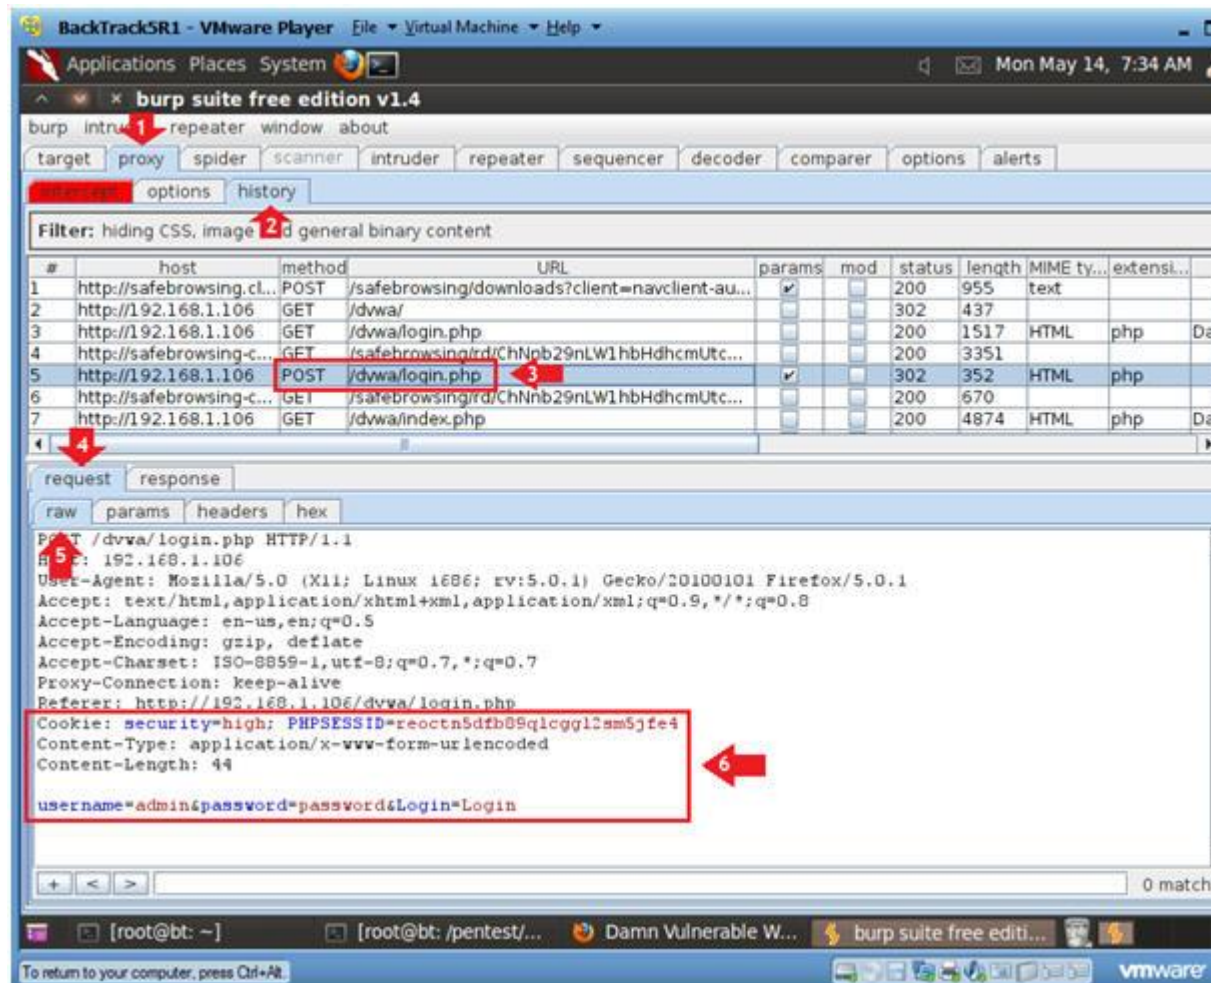 BackTrack5R1 - VMware Player File Virtual Machine Help
Applications Places System Mon May 14, 7:34 AM
burp suite free edition v1.4
burp repeater window about
1
target proxy spider scanner intruder repeater sequencer decoder comparer options alerts
intercept options history
2
Filter: hiding CSS, image general binary content
# host method URL params mod status length MIME ty... extensi...
1 http://safebrowsing.cl... POST /safebrowsing/downloads?client=navclient-au... 200 955 text
2 http://192.168.1.106 GET /dvwa/ 302 437
3 http://192.168.1.106 GET /dvwa/login.php 200 1517 HTML php Da
4 http://safebrowsing-c... GET /safebrowsing/rd/ChNnb29nLW1hbHdhcmUtc... 200 3351
5 http://192.168.1.106 POST /dvwa/login.php 302 352 HTML php
3
6 http://safebrowsing-c... GET /safebrowsing/rd/ChNnb29nLW1hbHdhcmUtc... 200 670
7 http://192.168.1.106 GET /dvwa/index.php 200 4874 HTML php Da
4
request response
raw params headers hex
5
POST /dvwa/login.php HTTP/1.1
192.168.1.106
User-Agent: Mozilla/5.0 (X11; Linux i686; rv:5.0.1) Gecko/20100101 Firefox/5.0.1
Accept: text/html,application/xhtml+xml,application/xml;q=0.9,*/*;q=0.8
Accept-Language: en-us,en;q=0.5
Accept-Encoding: gzip, deflate
Accept-Charset: ISO-8859-1,utf-8;q=0.7,*;q=0.7
Proxy-Connection: keep-alive
Referer: http://192.168.1.106/dvwa/login.php
Cookie: security=high; PHPSESSID=reoctn5dfb89qlcggl2sm5jfe4
Content-Type: application/x-www-form-urlencoded
Content-Length: 44
6
username=admin&password=password&Login=Login
+ < > 0 match
[root@bt: ~] [root@bt: /pentest/... Damn Vulnerable W... burp suite free editi...
To return to your computer, press Ctrl+Alt. vmware